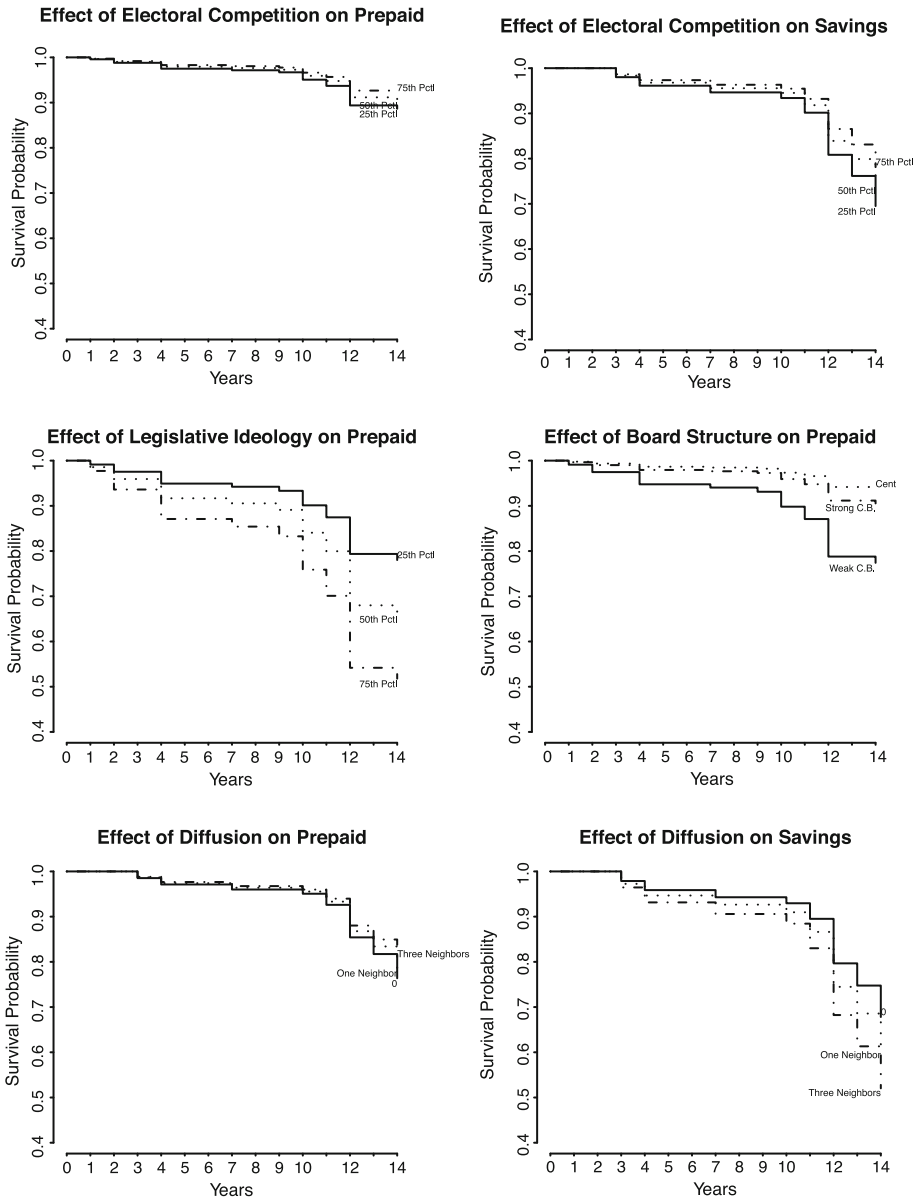 Effect of Electoral Competition on Prepaid
Survival Probability
1.0
0.9
0.8
0.7
0.6
0.5
0.4
75th Pctl
50th Pctl
25th Pctl
0 1 2 3 4 5 6 7 8 9 10 12 14
Years
Effect of Electoral Competition on Savings
Survival Probability
1.0
0.9
0.8
0.7
0.6
0.5
0.4
75th Pctl
50th Pctl
25th Pctl
0 1 2 3 4 5 6 7 8 9 10 12 14
Years
Effect of Legislative Ideology on Prepaid
Survival Probability
1.0
0.9
0.8
0.7
0.6
0.5
0.4
25th Pctl
50th Pctl
75th Pctl
0 1 2 3 4 5 6 7 8 9 10 12 14
Years
Effect of Board Structure on Prepaid
Survival Probability
1.0
0.9
0.8
0.7
0.6
0.5
0.4
Cent
Strong C.B.
Weak C.B.
0 1 2 3 4 5 6 7 8 9 10 12 14
Years
Effect of Diffusion on Prepaid
Survival Probability
1.0
0.9
0.8
0.7
0.6
0.5
0.4
Three Neighbors
One Neighbor
0
0 1 2 3 4 5 6 7 8 9 10 12 14
Years
Effect of Diffusion on Savings
Survival Probability
1.0
0.9
0.8
0.7
0.6
0.5
0.4
0
One Neighbor
Three Neighbors
0 1 2 3 4 5 6 7 8 9 10 12 14
Years